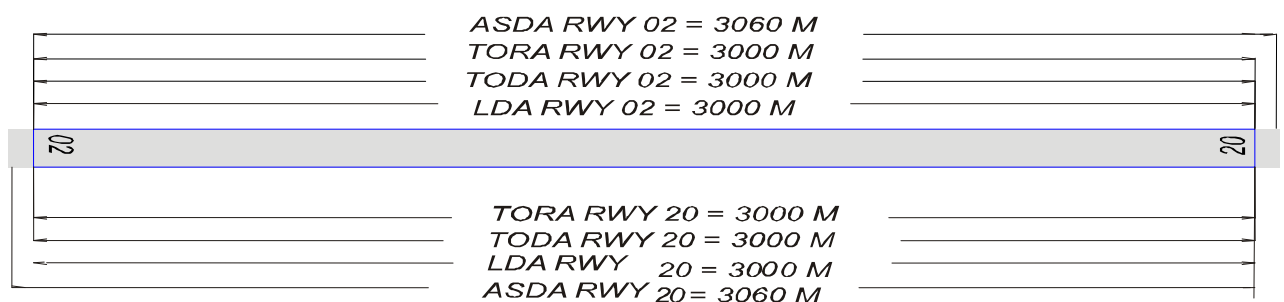 ASDA RWY 02 = 3060 M
TORA RWY 02 = 3000 M
TODA RWY 02 = 3000 M
LDA RWY 02 = 3000 M
02
20
TORA RWY 20 = 3000 M
TODA RWY 20 = 3000 M
LDA RWY 20 = 3000 M
ASDA RWY 20 = 3060 M